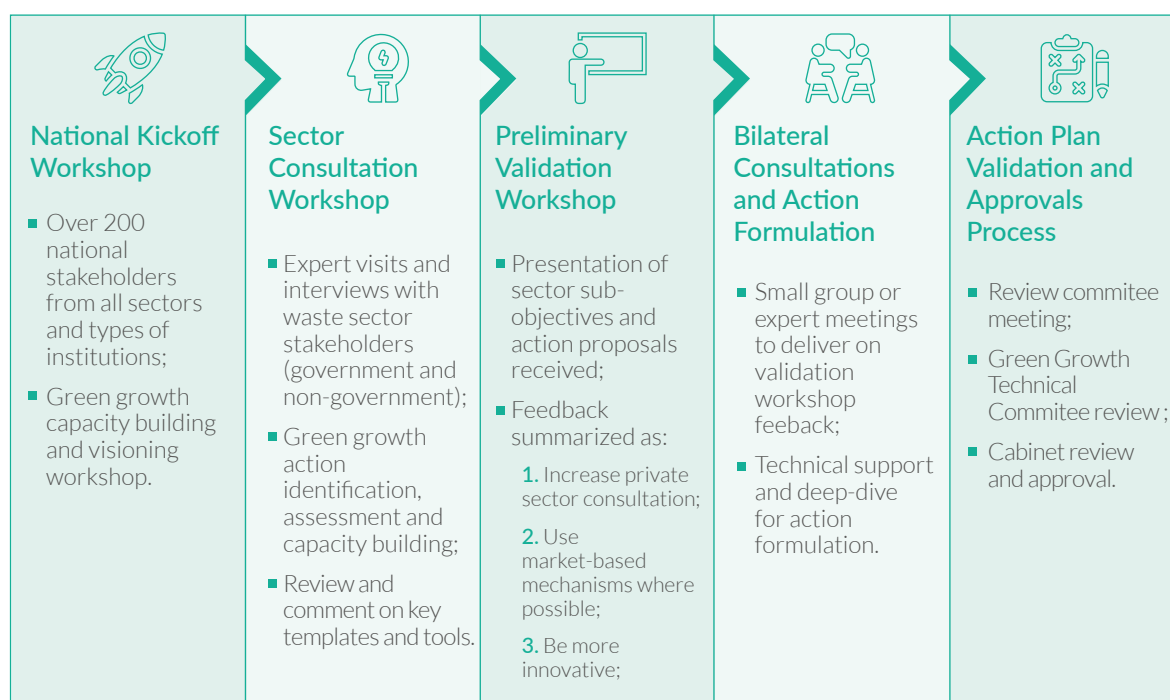 National Kickoff
Workshop
▪ Over 200
national
stakeholders
from all sectors
and types of
institutions;
▪ Green growth
capacity building
and visioning
workshop.
Sector
Consultation
Workshop
▪ Expert visits and
interviews with
waste sector
stakeholders
(government and
non-government);
▪ Green growth
action
identification,
assessment and
capacity building;
▪ Review and
comment on key
templates and tools.
Preliminary
Validation
Workshop
▪ Presentation of
sector sub-
objectives and
action proposals
received;
▪ Feedback
summarized as:
1. Increase private
sector consultation;
2. Use
market-based
mechanisms where
possible;
3. Be more
innovative;
Bilateral
Consultations
and Action
Formulation
▪ Small group or
expert meetings
to deliver on
validation
workshop
feeback;
▪ Technical support
and deep-dive
for action
formulation.
Action Plan
Validation and
Approvals
Process
▪ Review commitee
meeting;
▪ Green Growth
Technical
Commitee review ;
▪ Cabinet review
and approval.